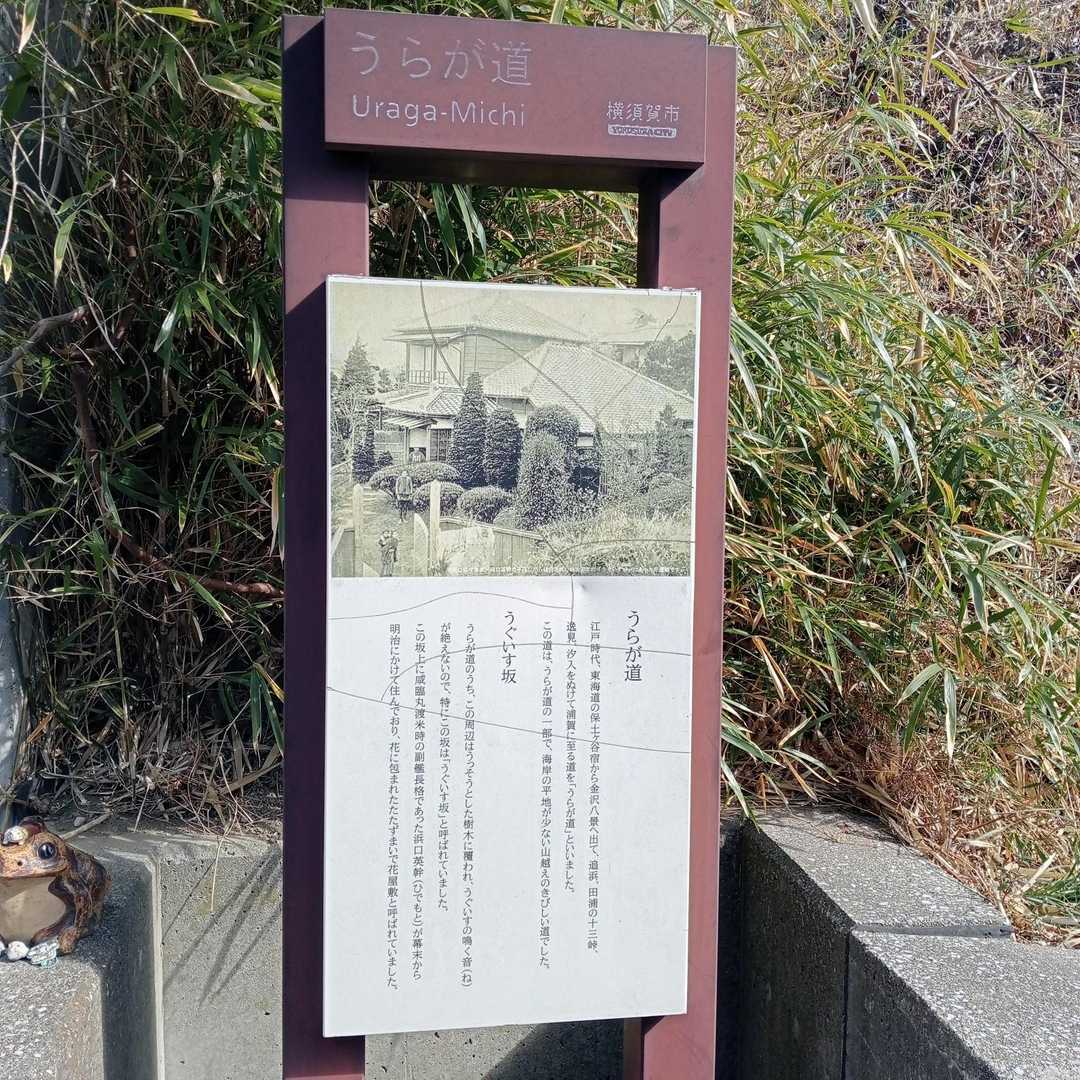 うらが道
Uraga-Michi
横須賀市
YOKOSUKA CITY
うらが道
江戸時代、東海道の保土ヶ谷宿から金沢八景へ出て、追浜、田浦の十三峠、
逸見、汐入をぬけて浦賀に至る道を「うらが道」といいました。
この道は、うらが道の一部で、海岸の平地が少ない山越えのきびしい道でした。
うぐいす坂
うらが道のうち、この周辺はうっそうとした樹木に覆われ、うぐいすの鳴く音(ね)
が絶えないので、特にこの坂は「うぐいす坂」と呼ばれていました。
この坂上に咸臨丸渡米時の副艦長格であった浜口英幹(ひでもと)が幕末から
明治にかけて住んでおり、花に包まれたたたずまいで花屋敷と呼ばれていました。